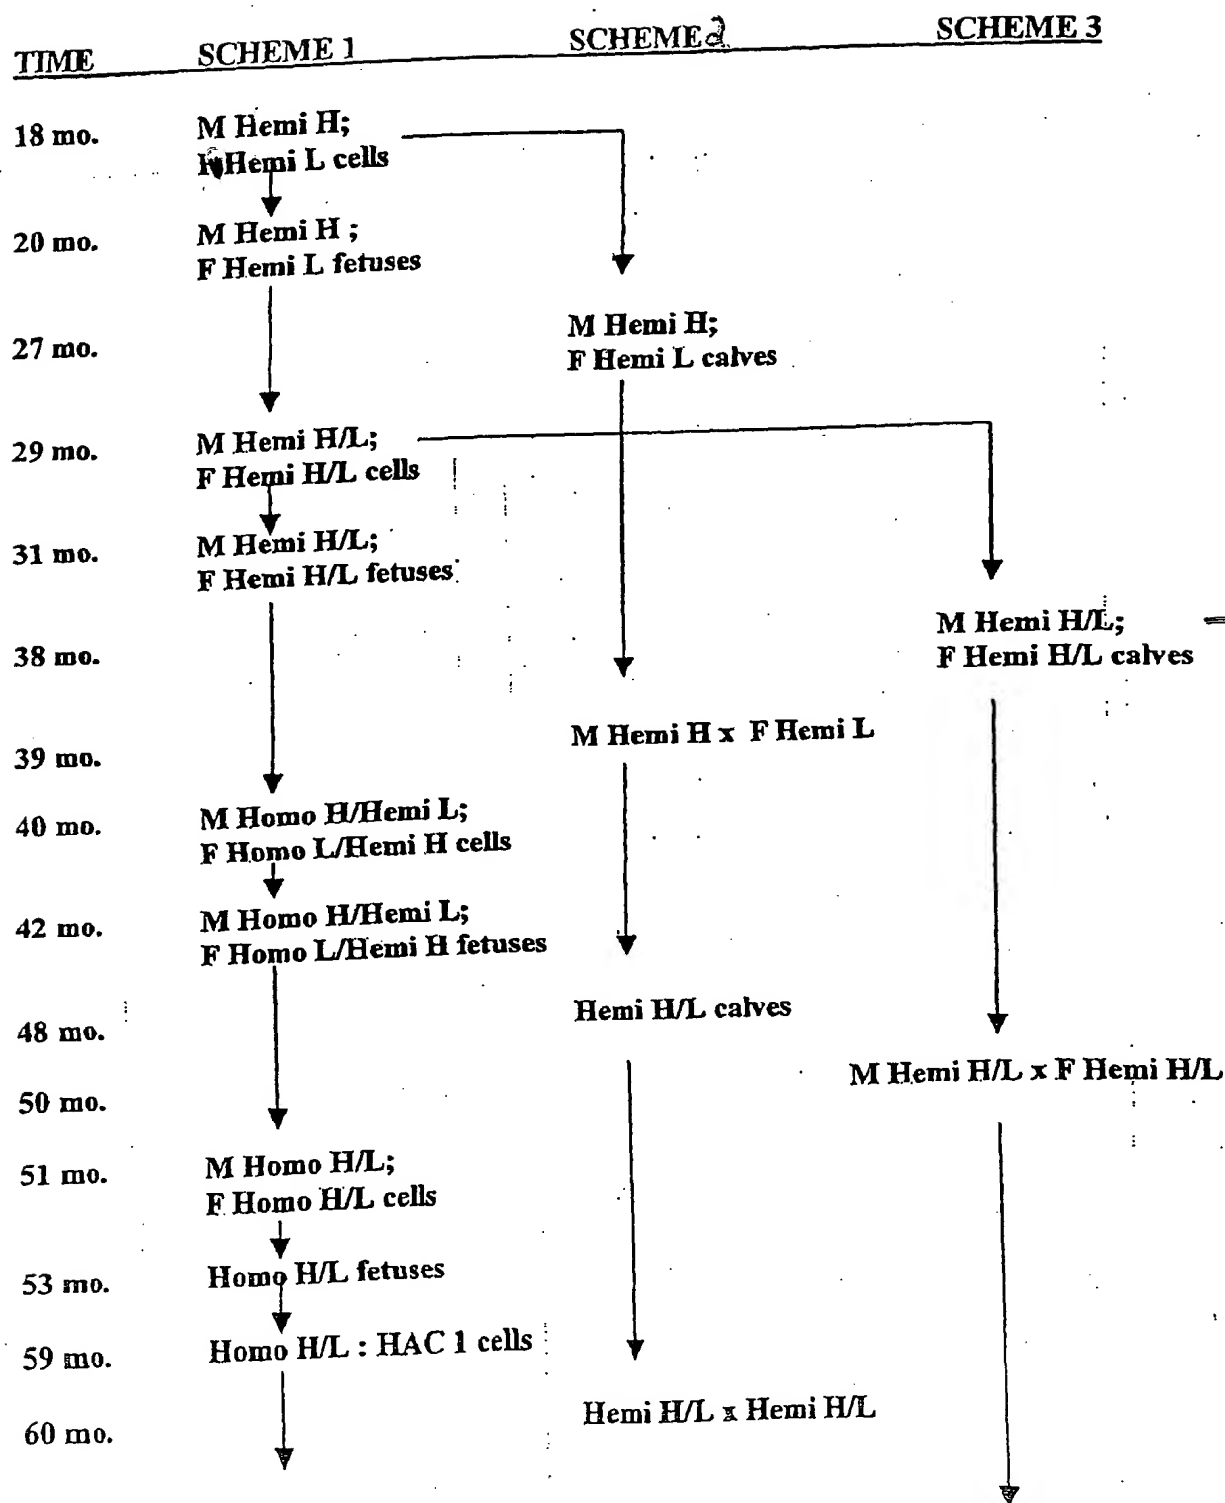 TIME SCHEME 1 SCHEME 2 SCHEME 3
18 mo. M Hemi H;
Hemi L cells
20 mo. M Hemi H ;
F Hemi L fetuses
27 mo. M Hemi H;
F Hemi L calves
29 mo. M Hemi H/L;
F Hemi H/L cells
31 mo. M Hemi H/L;
F Hemi H/L fetuses
M Hemi H/L;
38 mo. F Hemi H/L calves
39 mo. M Hemi H x F Hemi L
40 mo. M Homo H/Hemi L;
F Homo L/Hemi H cells
42 mo. M Homo H/Hemi L;
F Homo L/Hemi H fetuses
48 mo. Hemi H/L calves
50 mo. M Hemi H/L x F Hemi H/L
51 mo. M Homo H/L;
F Homo H/L cells
53 mo. Homo H/L fetuses
59 mo. Homo H/L : HAC 1 cells
60 mo. Hemi H/L x Hemi H/L